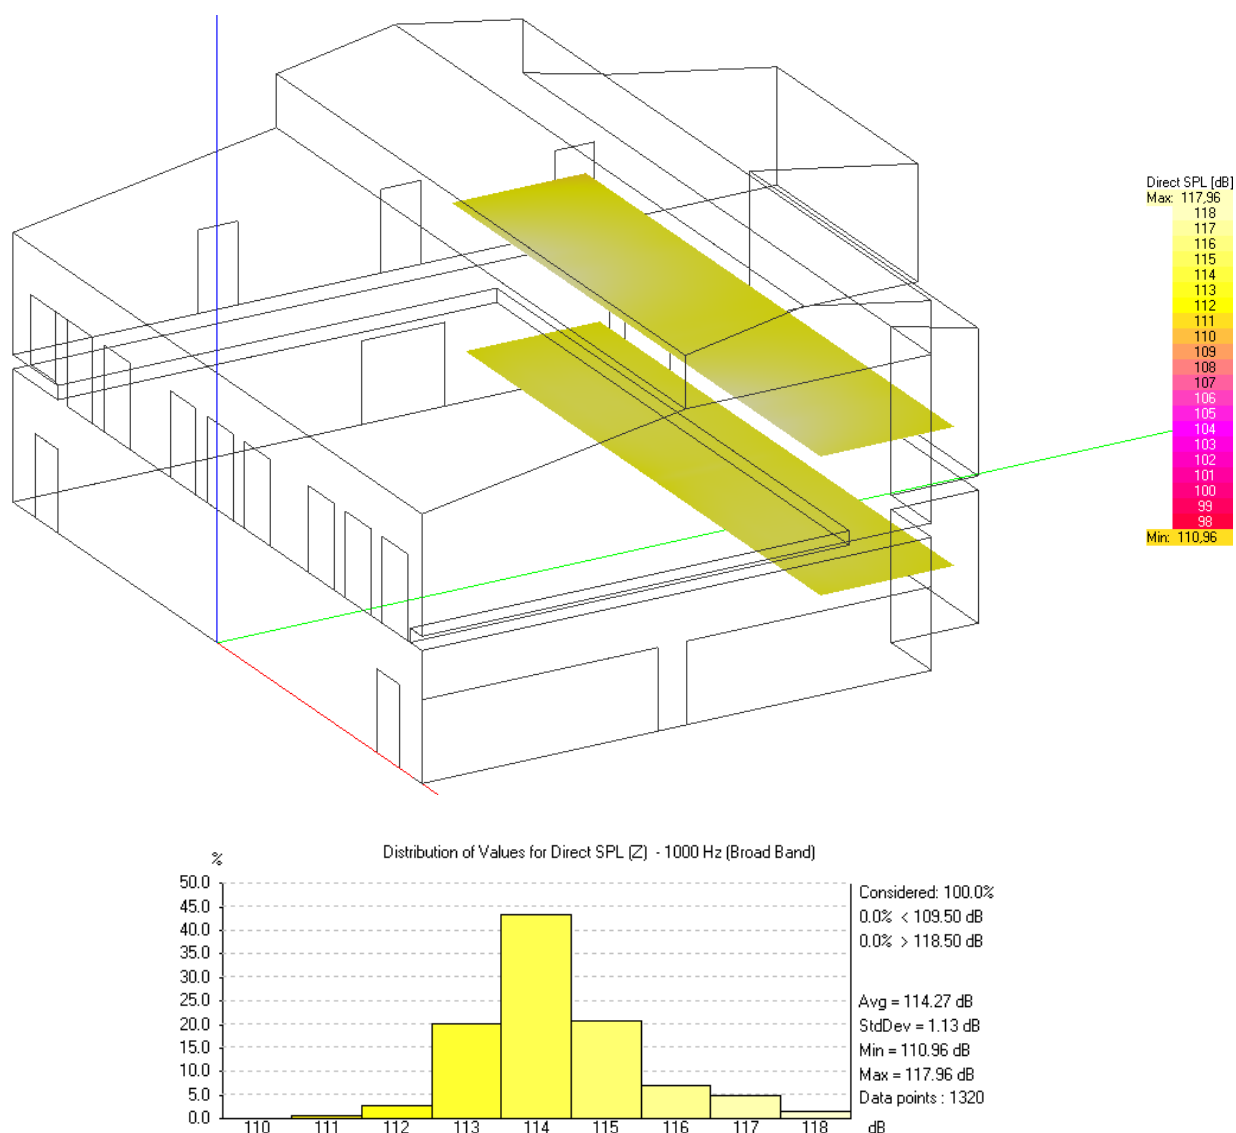 Direct SPL [dB]
Max: 117,96
118
117
116
115
114
113
112
111
110
109
108
107
106
105
104
103
102
101
100
99
98
Min: 110,96
Distribution of Values for Direct SPL (Z) - 1000 Hz (Broad Band)
%
50.0
45.0
40.0
35.0
30.0
25.0
20.0
15.0
10.0
5.0
0.0
110 111 112 113 114 115 116 117 118 dB
Considered: 100.0%
0.0% < 109.50 dB
0.0% > 118.50 dB
Avg = 114.27 dB
StdDev = 1.13 dB
Min = 110.96 dB
Max = 117.96 dB
Data points : 1320